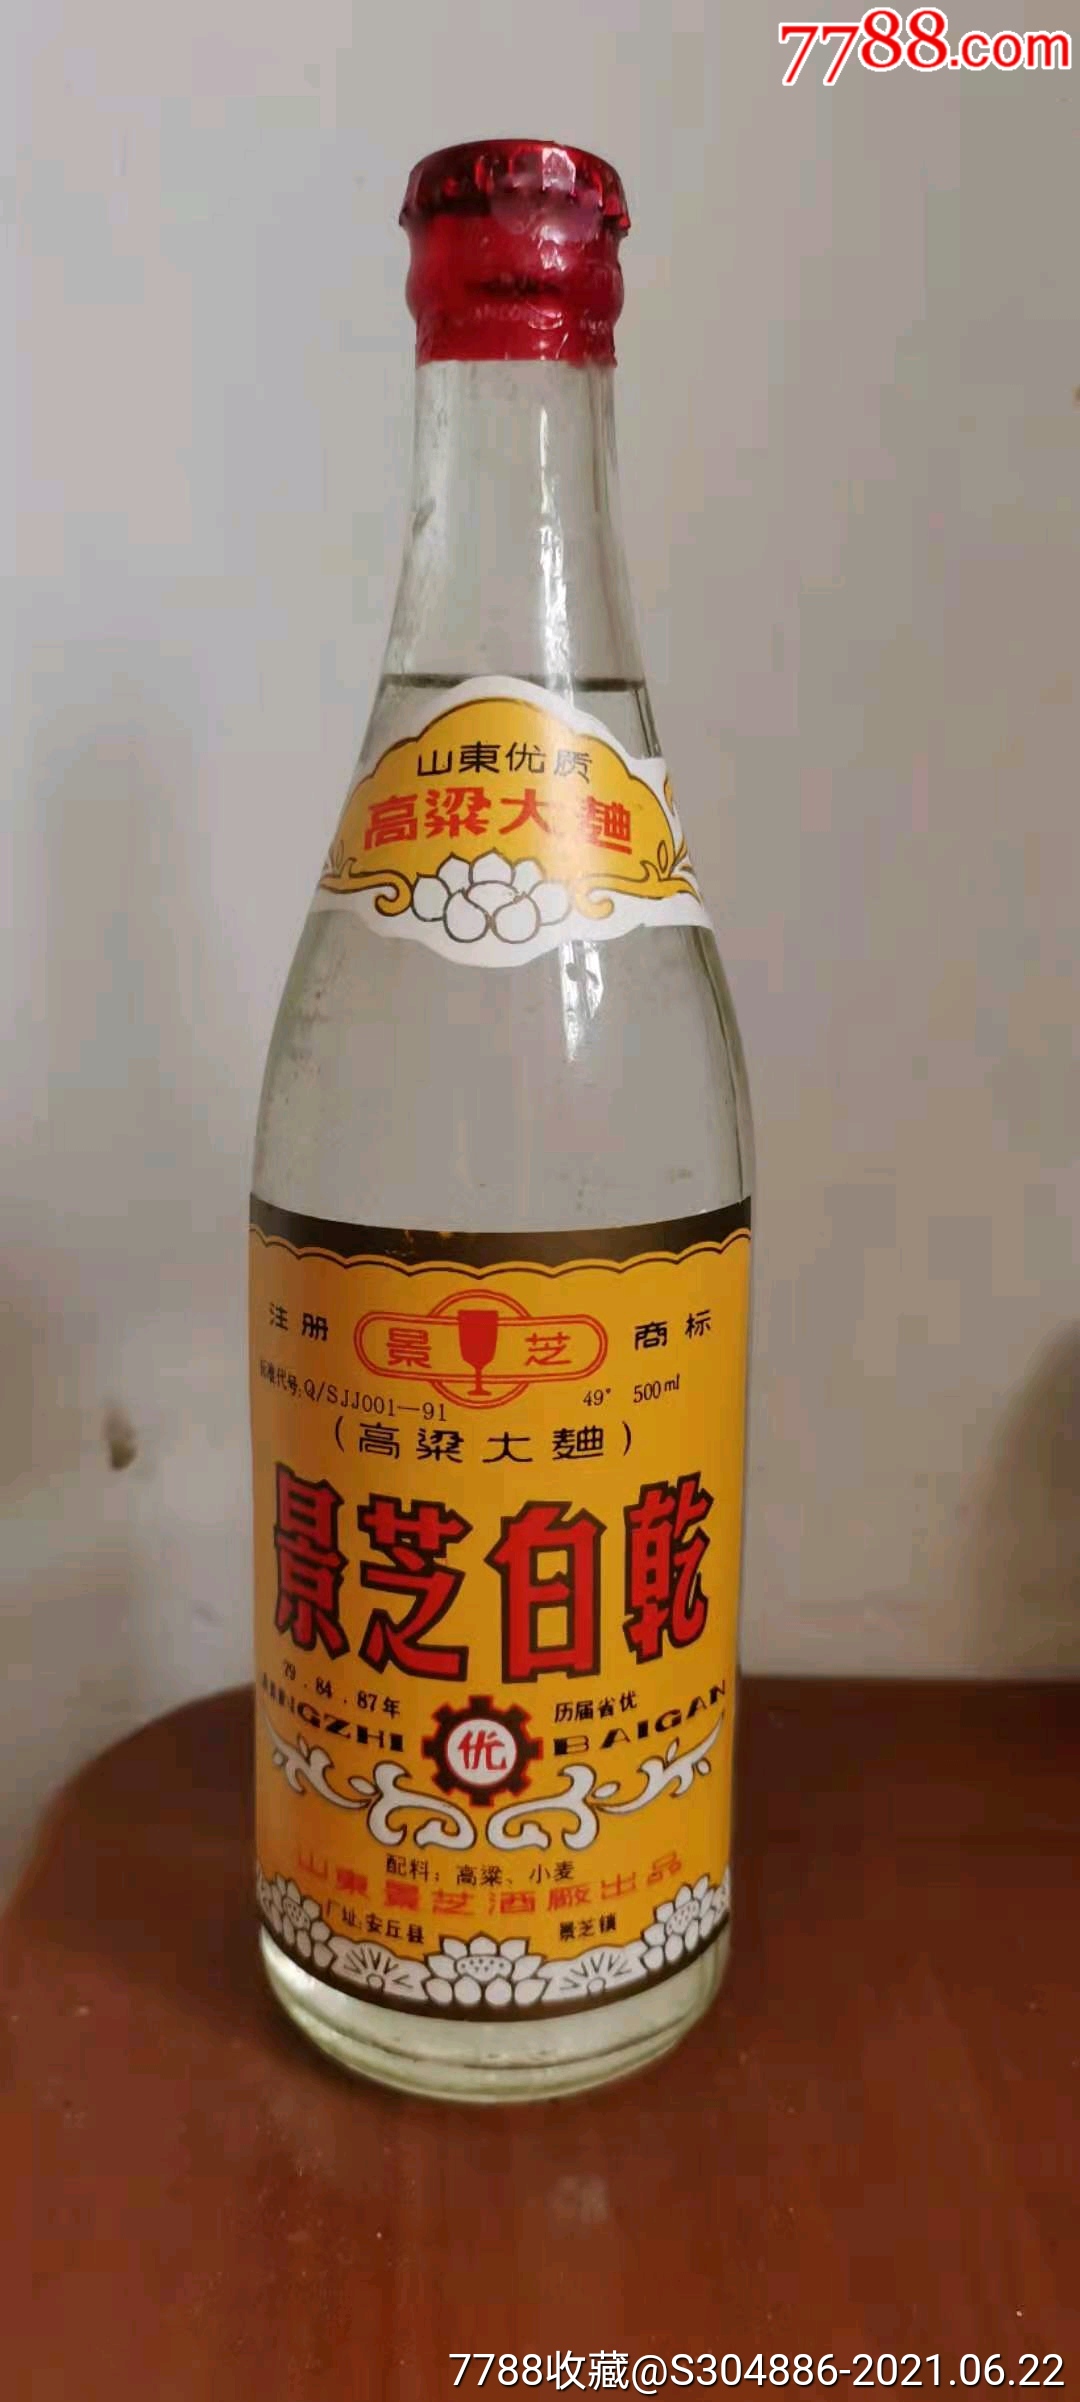 7788.com
山東优质
高粱大麯
注册 景芝 商标
标准代号:Q/SJJ001—91 49° 500ml
(高粱大麯)
景芝白乾
79.84.87年 历届省优
JINGZHI 优 BAIGAN
配料：高粱、小麦
山東景芝酒廠出品
厂址:安丘县 景芝镇
7788收藏@S304886-2021.06.22